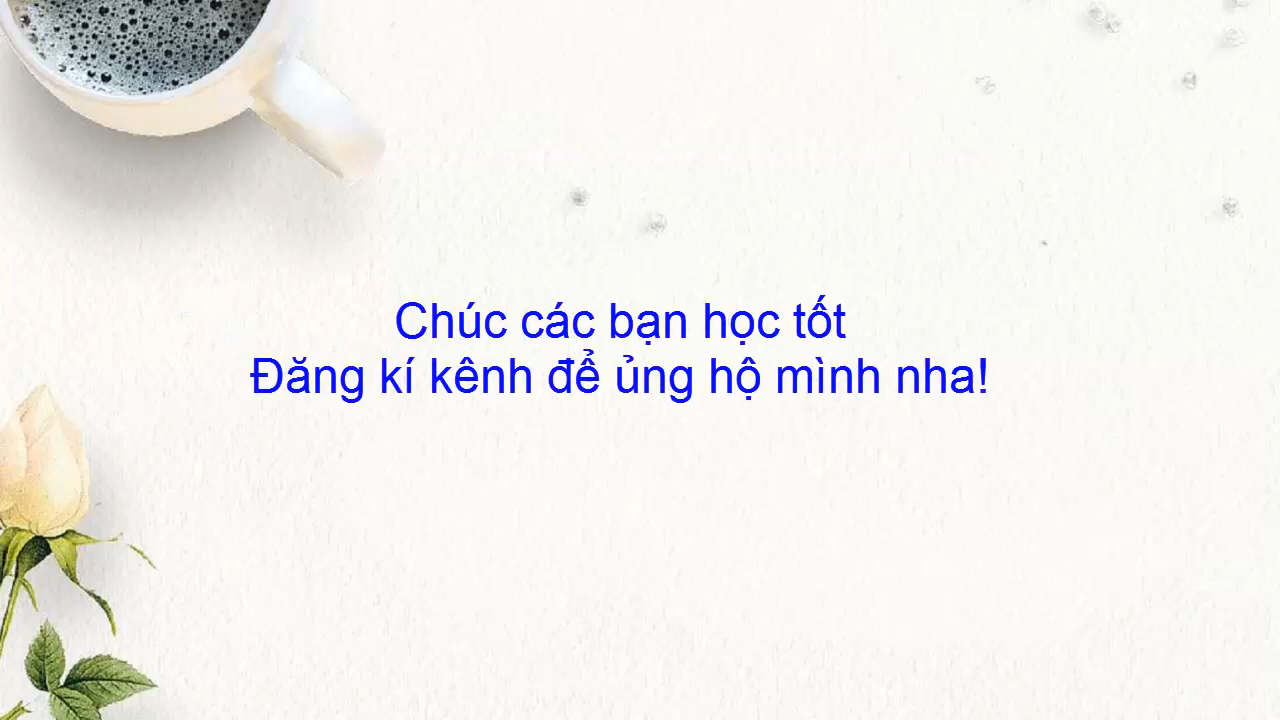 Chúc các bạn học tốt
Đăng kí kênh để ủng hộ mình nha!